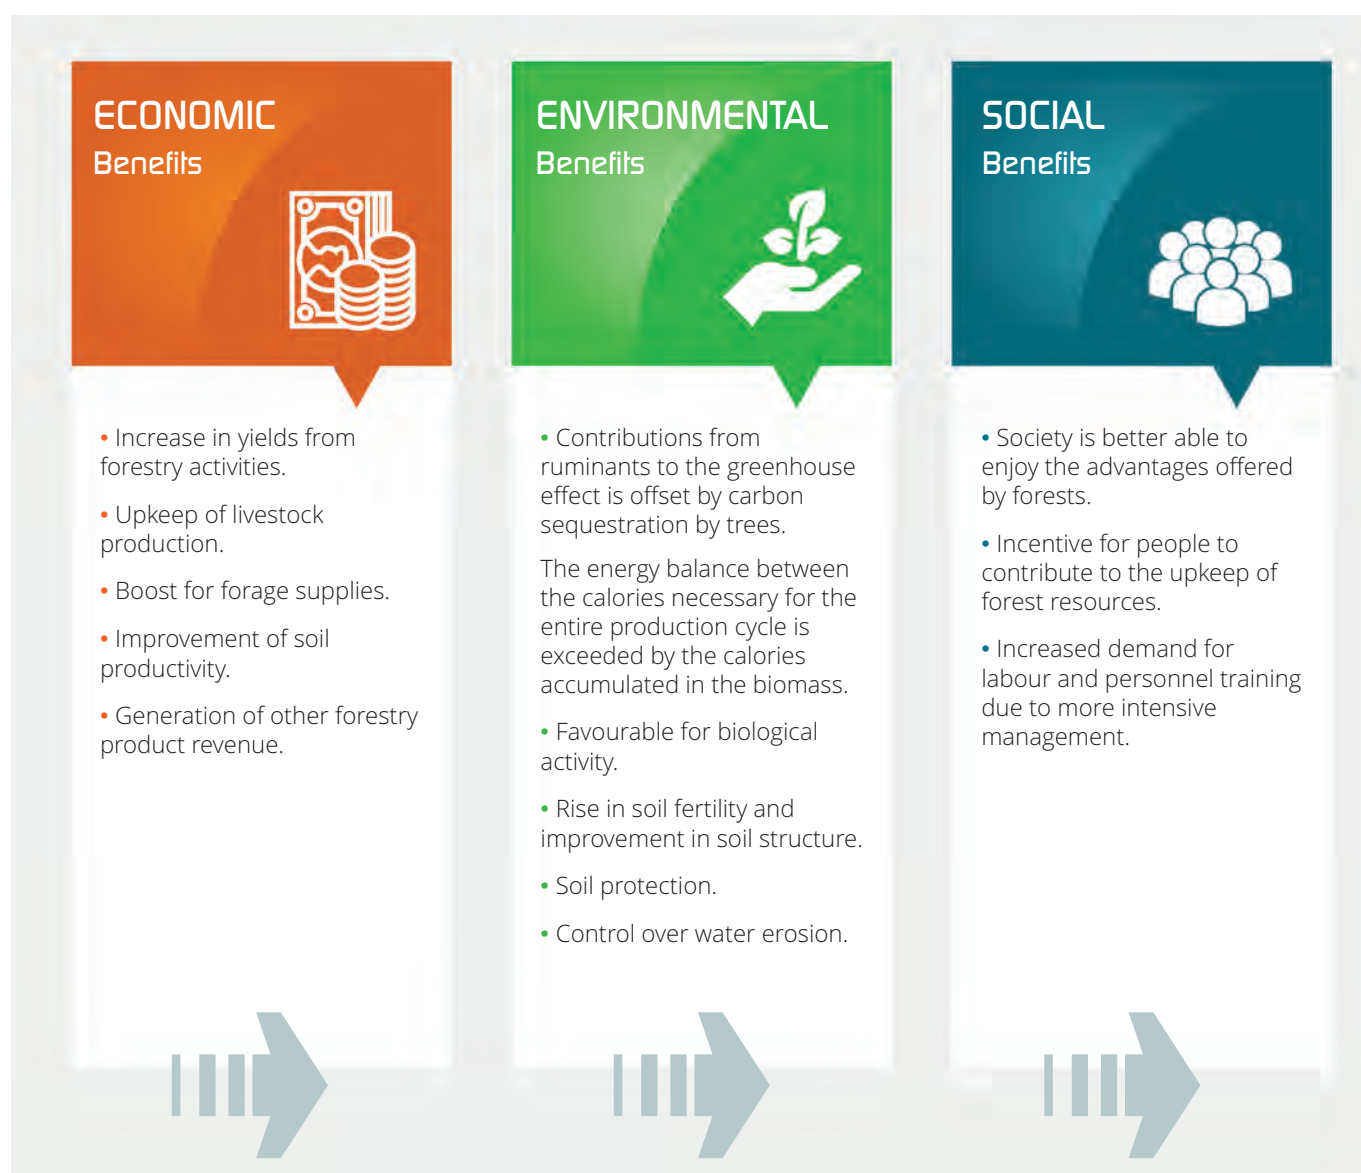 ECONOMIC
Benefits
• Increase in yields from
forestry activities.
• Upkeep of livestock
production.
• Boost for forage supplies.
• Improvement of soil
productivity.
• Generation of other forestry
product revenue.
ENVIRONMENTAL
Benefits
• Contributions from
ruminants to the greenhouse
effect is offset by carbon
sequestration by trees.
The energy balance between
the calories necessary for the
entire production cycle is
exceeded by the calories
accumulated in the biomass.
• Favourable for biological
activity.
• Rise in soil fertility and
improvement in soil structure.
• Soil protection.
• Control over water erosion.
SOCIAL
Benefits
• Society is better able to
enjoy the advantages offered
by forests.
• Incentive for people to
contribute to the upkeep of
forest resources.
• Increased demand for
labour and personnel training
due to more intensive
management.